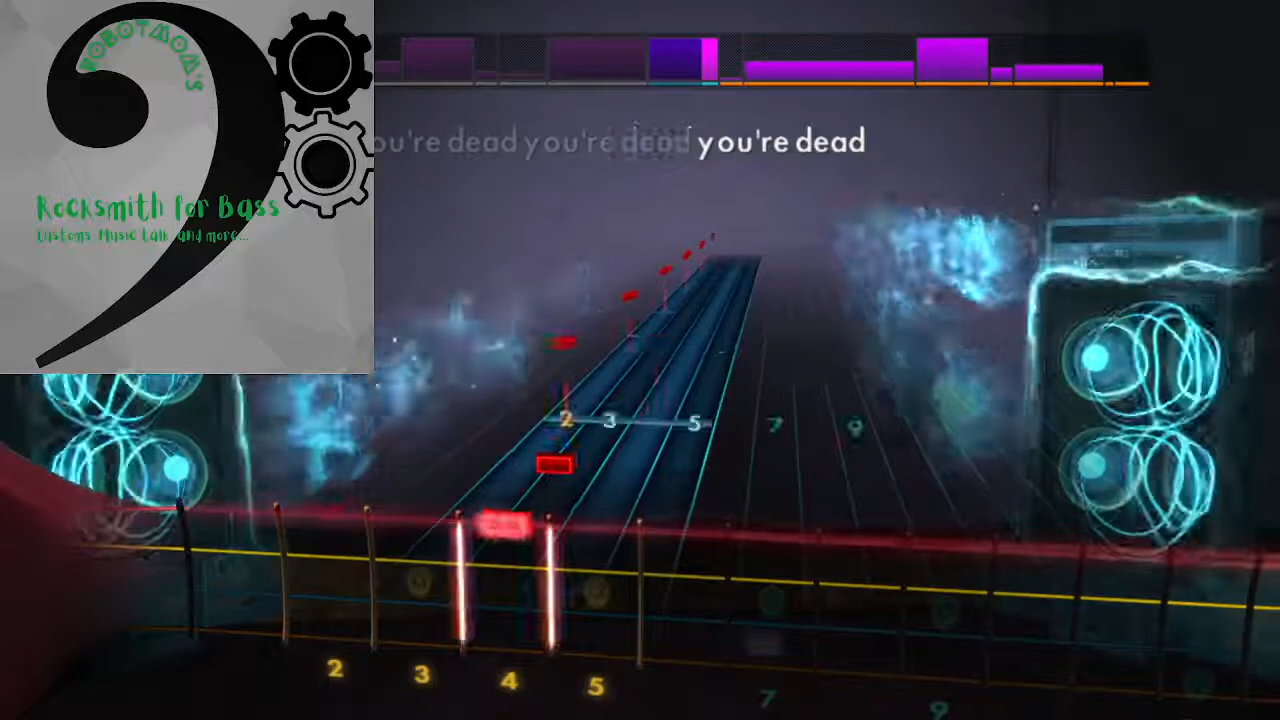 ROBOTMOM'S
Rocksmith for Bass
Customs, Music talk, and more...
ou're dead you're dead you're dead
2 3 5 7 9
2 3 4 5 7 9